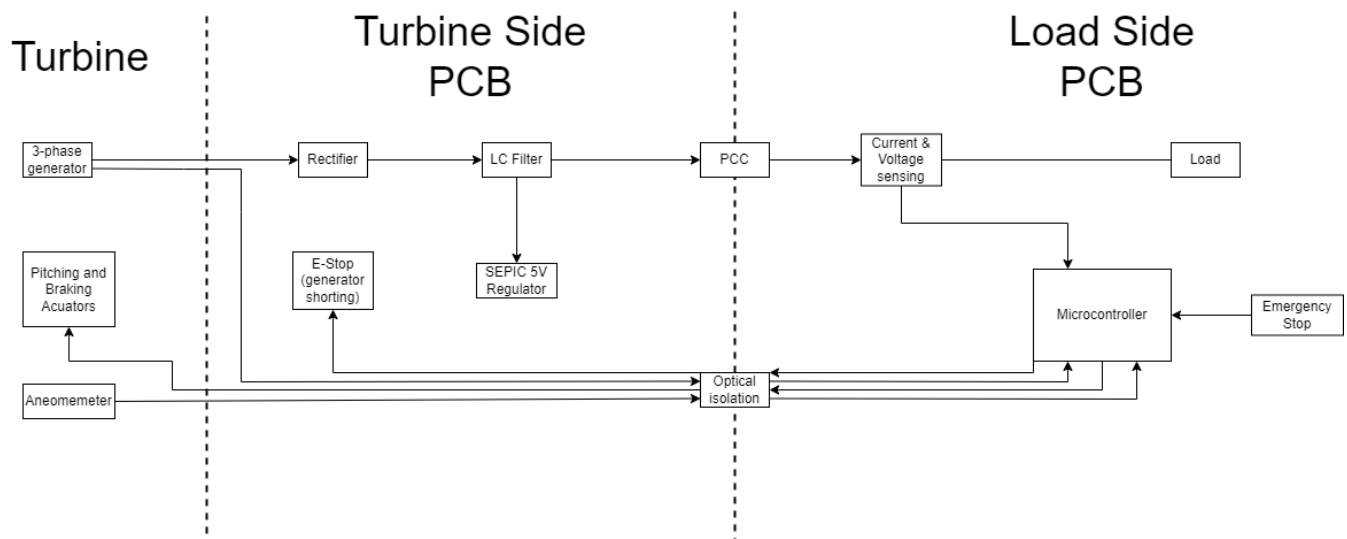 Turbine
Turbine Side
PCB
Load Side
PCB
3-phase
generator
Rectifier
LC Filter
PCC
Current &
Voltage
sensing
Load
Pitching and
Braking
Acuators
E-Stop
(generator
shorting)
SEPIC 5V
Regulator
Microcontroller
Emergency
Stop
Aneomemeter
Optical
isolation